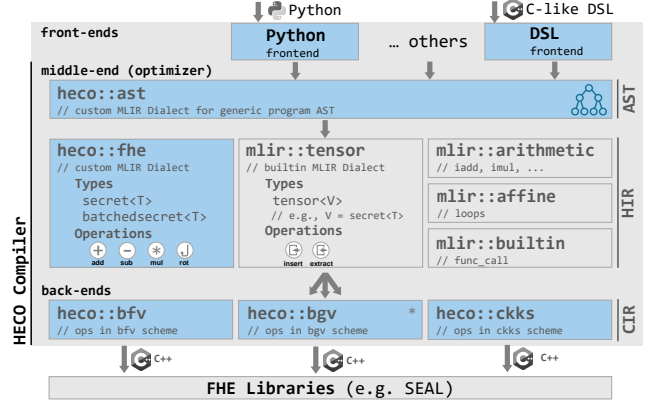 Python
C-like DSL
front-ends
Python
frontend
... others
DSL
frontend
middle-end (optimizer)
heco::ast
// custom MLIR Dialect for generic program AST
AST
heco::fhe
// custom MLIR Dialect
Types
secret<T>
batchedsecret<T>
Operations
+
add
−
sub
*
mul
rot
mlir::tensor
// builtin MLIR Dialect
Types
tensor<V>
// e.g., V = secret<T>
Operations
insert
extract
mlir::arithmetic
// iadd, imul, ...
mlir::affine
// loops
mlir::builtin
// func_call
HIR
HECO Compiler
back-ends
heco::bfv
// ops in bfv scheme
heco::bgv *
// ops in bgv scheme
heco::ckks
// ops in ckks scheme
CIR
C++
C++
C++
FHE Libraries (e.g. SEAL)